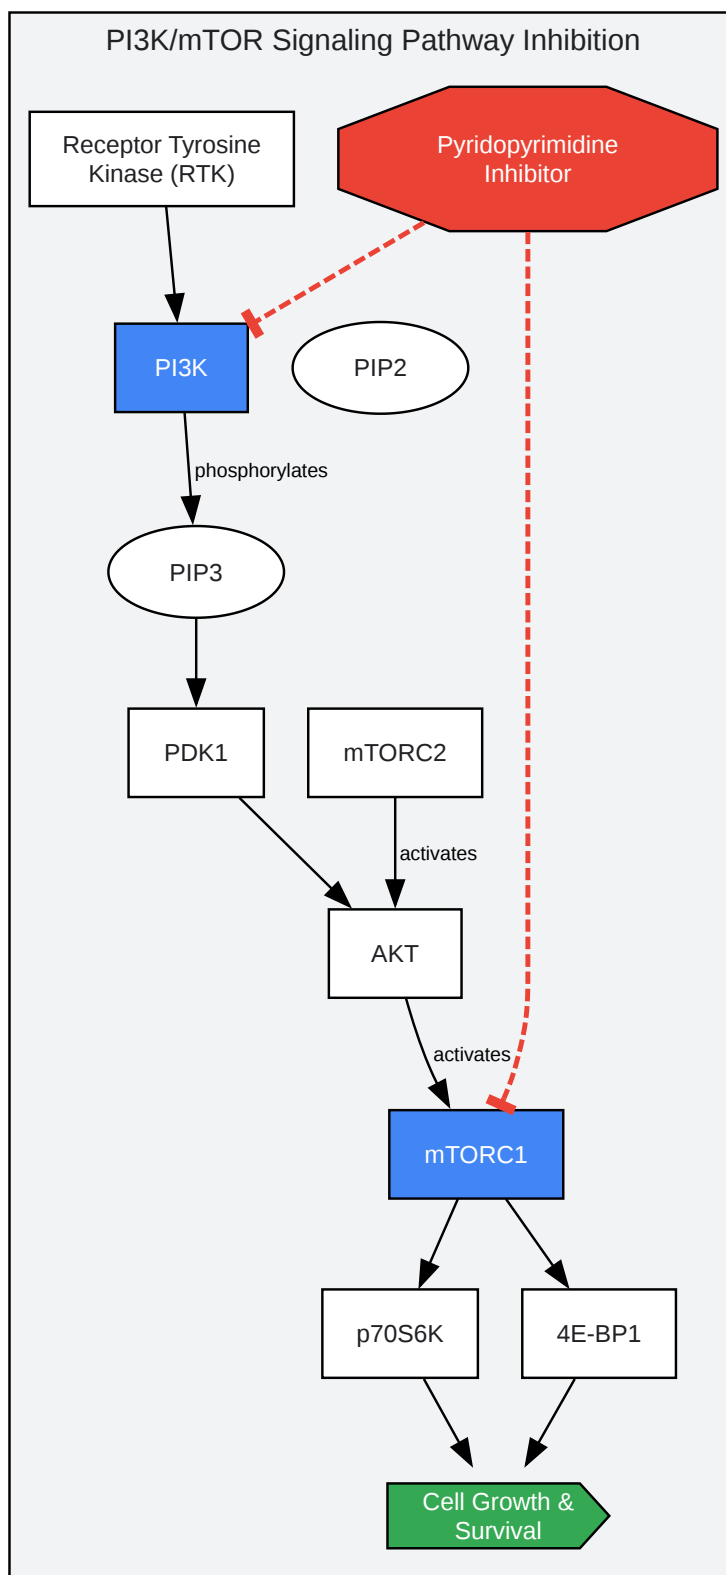 PI3K/mTOR Signaling Pathway Inhibition
Receptor Tyrosine
Kinase (RTK)
Pyridopyrimidine
Inhibitor
PI3K
PIP2
phosphorylates
PIP3
PDK1
mTORC2
activates
AKT
activates
mTORC1
p70S6K
4E-BP1
Cell Growth &
Survival